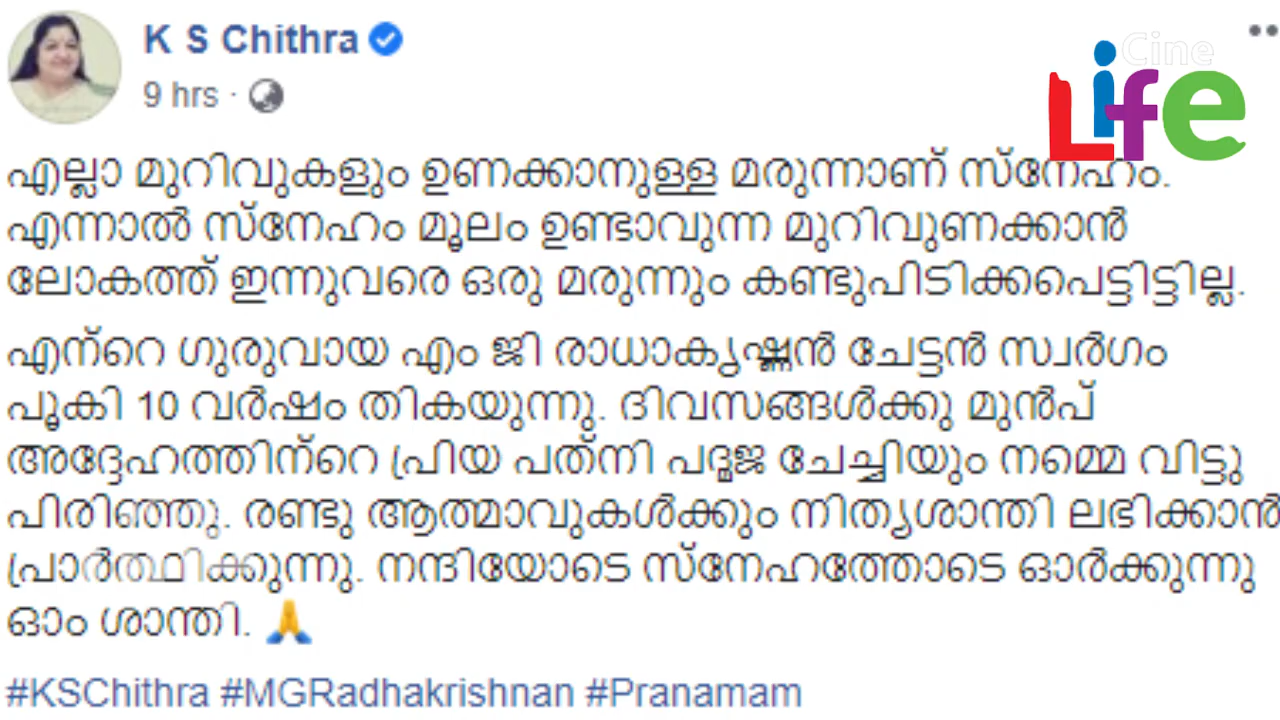 K S Chithra
Cine
Life
9 hrs ·
എല്ലാ മുറിവുകളും ഉണക്കാനുള്ള മരുന്നാണ് സ്നേഹം.
എന്നാൽ സ്നേഹം മൂലം ഉണ്ടാവുന്ന മുറിവുണക്കാൻ
ലോകത്ത് ഇന്നുവരെ ഒരു മരുന്നും കണ്ടുപിടിക്കപെട്ടിട്ടില്ല.
എന്റെ ഗുരുവായ എം ജി രാധാകൃഷ്ണൻ ചേട്ടൻ സ്വർഗം
പൂകി 10 വർഷം തികയുന്നു. ദിവസങ്ങൾക്കു മുൻപ്
അദ്ദേഹത്തിന്റെ പ്രിയ പത്നി പദ്മജ ചേച്ചിയും നമ്മെ വിട്ടു
പിരിഞ്ഞു. രണ്ടു ആത്മാവുകൾക്കും നിത്യശാന്തി ലഭിക്കാൻ
പ്രാർത്ഥിക്കുന്നു. നന്ദിയോടെ സ്നേഹത്തോടെ ഓർക്കുന്നു
ഓം ശാന്തി. 🙏
#KSChithra #MGRadhakrishnan #Pranamam